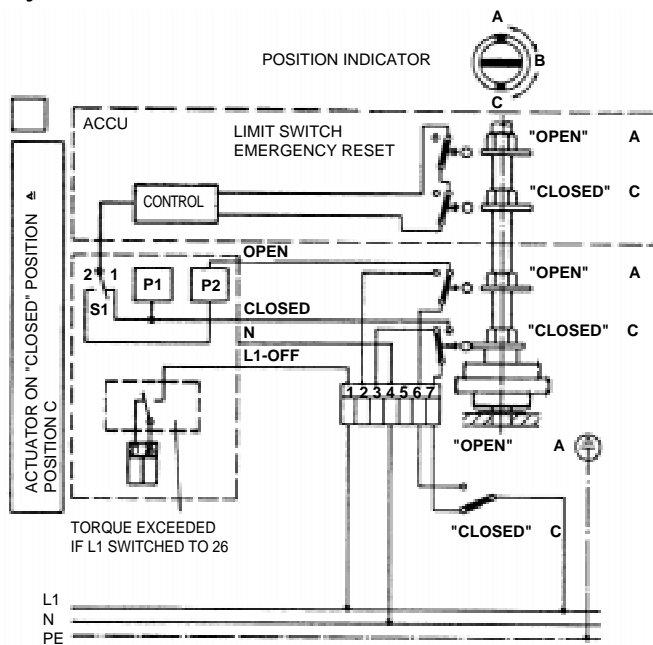 A
POSITION INDICATOR
B
C
ACCU
LIMIT SWITCH
EMERGENCY RESET
"OPEN" A
CONTROL
"CLOSED" C
ACTUATOR ON "CLOSED" POSITION ≙
POSITION C
OPEN
2 1
P1
P2
"OPEN" A
S1
CLOSED
N
"CLOSED" C
L1-OFF
1 2 3 4 5 6 7
"OPEN" A
TORQUE EXCEEDED
IF L1 SWITCHED TO 26
"CLOSED" C
L1
N
PE